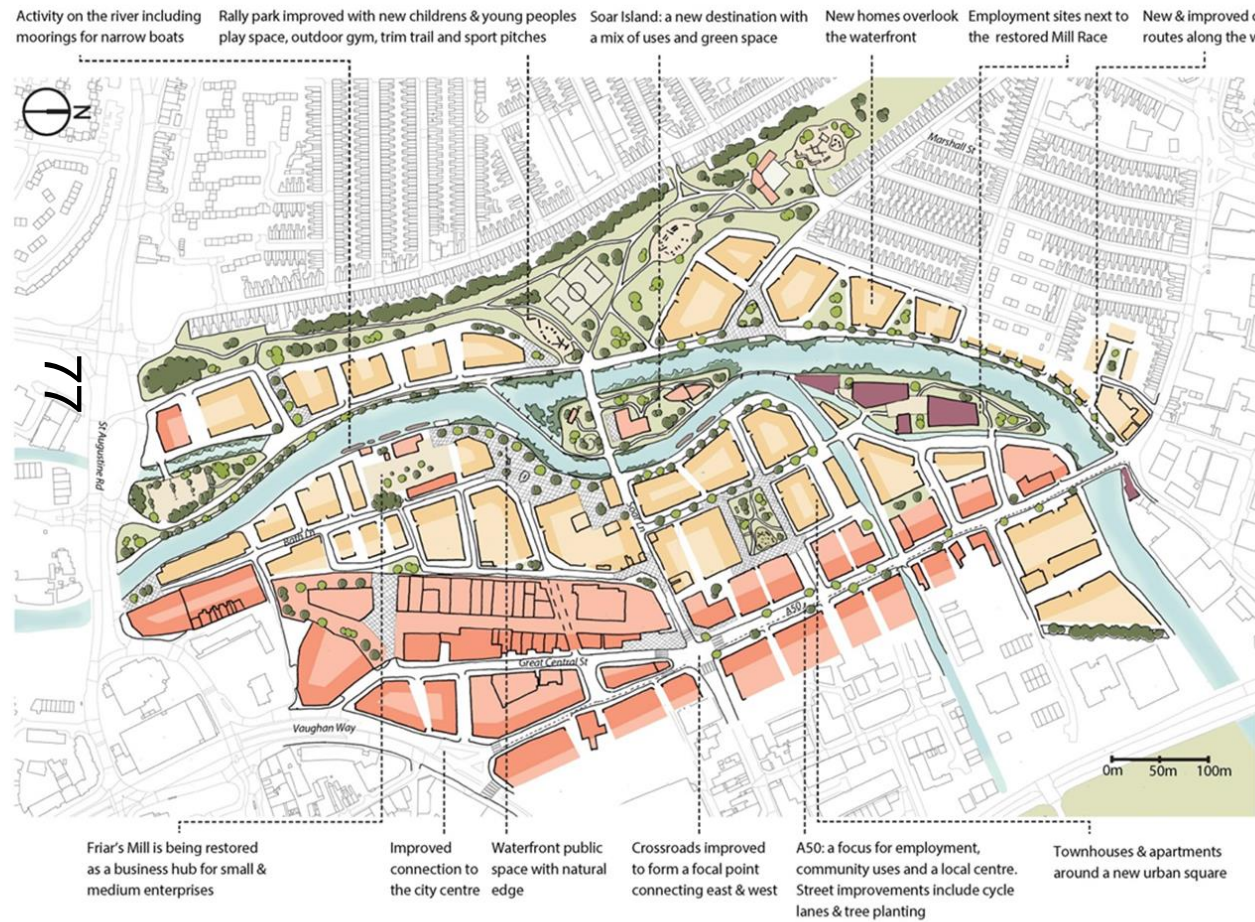 Activity on the river including
moorings for narrow boats
Rally park improved with new childrens & young peoples
play space, outdoor gym, trim trail and sport pitches
Soar Island: a new destination with
a mix of uses and green space
New homes overlook
the waterfront
Employment sites next to
the restored Mill Race
New & improved
routes along the
N
Marshall St
77
St Augustine Rd
Bath Ln
Soar Ln
A50
Great Central St
Vaughan Way
0m 50m 100m
Friar's Mill is being restored
as a business hub for small &
medium enterprises
Improved
connection to
the city centre
Waterfront public
space with natural
edge
Crossroads improved
to form a focal point
connecting east & west
A50: a focus for employment,
community uses and a local centre.
Street improvements include cycle
lanes & tree planting
Townhouses & apartments
around a new urban square